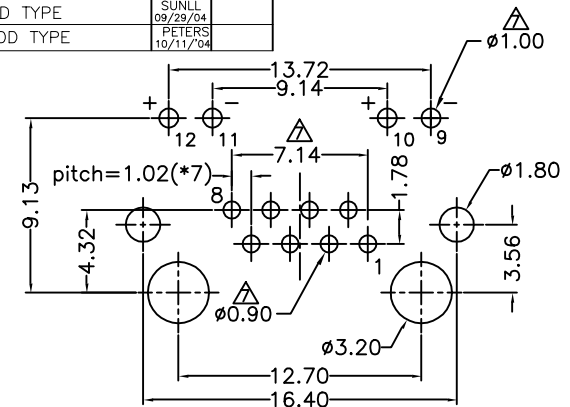 D TYPE
SUNLL
09/29/04
OD TYPE
PETERS
10/11/'04
7
ø1.00
13.72
9.14
+ − + −
12 11 10 9
7
7.14
pitch=1.02(*7)
1.78
8
ø1.80
9.13
4.32
1
3.56
7
ø0.90
ø3.20
12.70
16.40